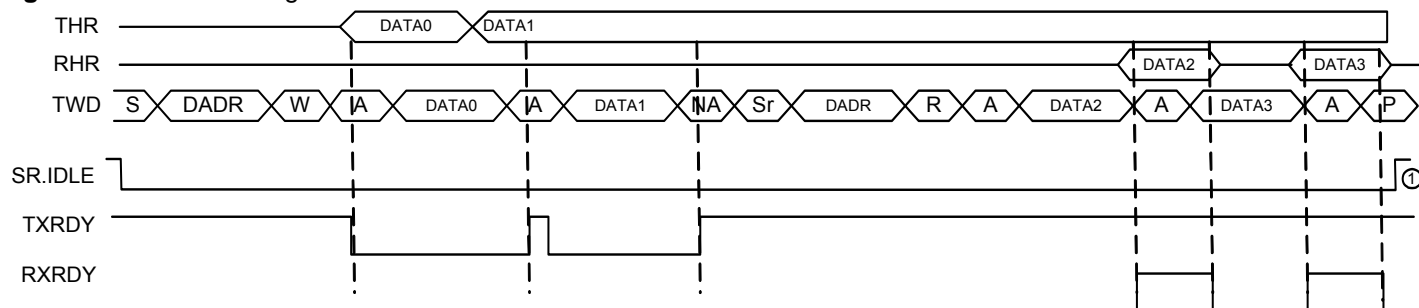 THR DATA0 DATA1
RHR DATA2 DATA3
TWD S DADR W A DATA0 A DATA1 NA Sr DADR R A DATA2 A DATA3 A P
SR.IDLE 1
TXRDY
RXRDY